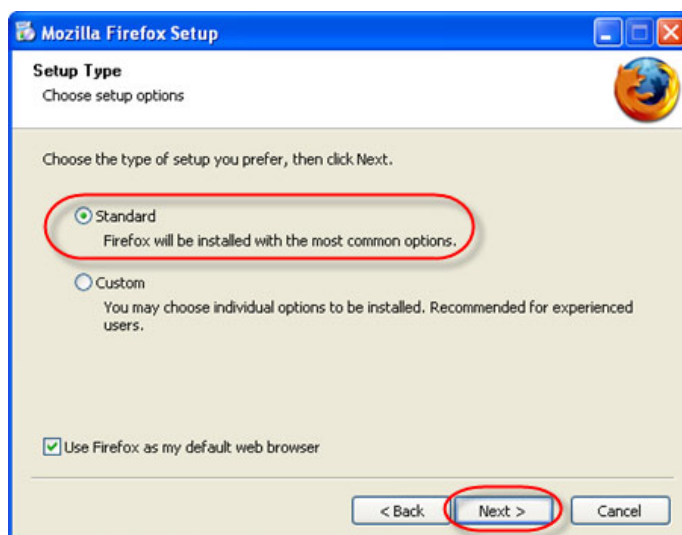 Mozilla Firefox Setup
Setup Type
Choose setup options
Choose the type of setup you prefer, then click Next.
Standard
Firefox will be installed with the most common options.
Custom
You may choose individual options to be installed. Recommended for experienced
users.
Use Firefox as my default web browser
< Back Next > Cancel